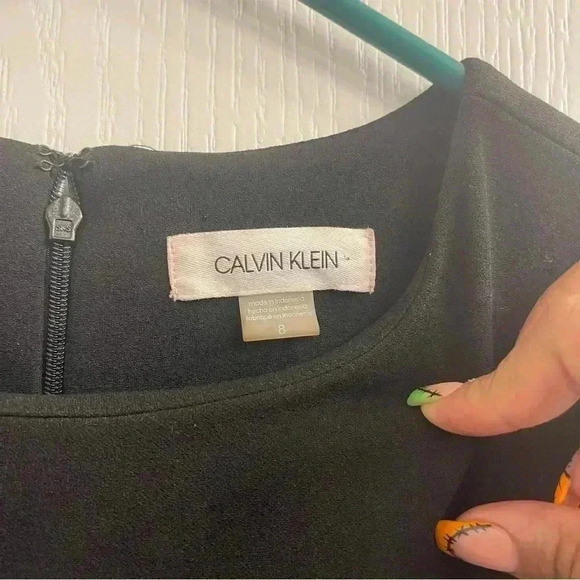 CALVIN KLEIN
made in indonesia
hecho en indonesia
fabriqué en indonésie
8